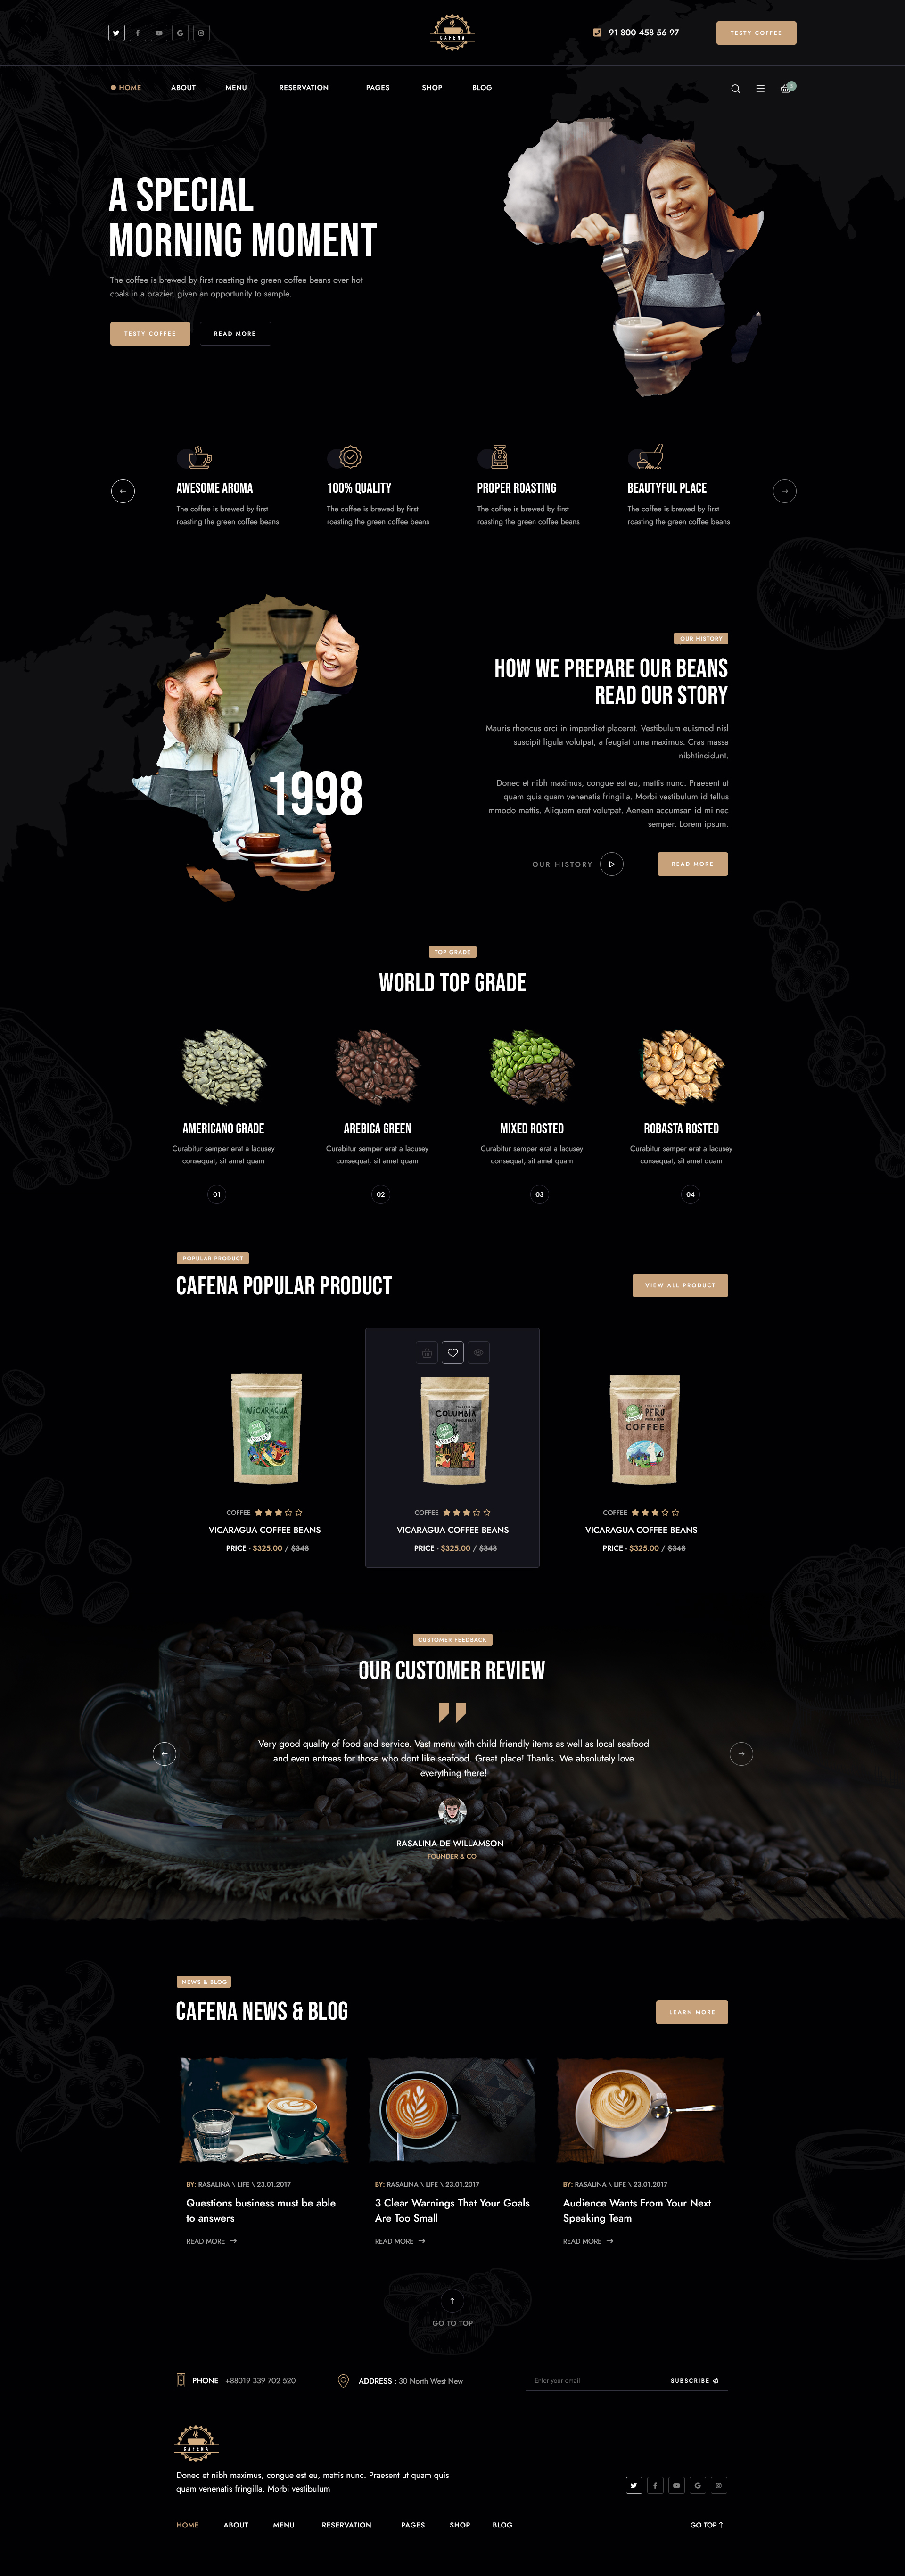 CAFENA
91 800 458 56 97
TESTY COFFEE
HOME ABOUT MENU RESERVATION PAGES SHOP BLOG
3
A SPECIAL
MORNING MOMENT
The coffee is brewed by first roasting the green coffee beans over hot
coals in a brazier. given an opportunity to sample.
TESTY COFFEE
READ MORE
AWESOME AROMA
The coffee is brewed by first
roasting the green coffee beans
100% QUALITY
The coffee is brewed by first
roasting the green coffee beans
PROPER ROASTING
The coffee is brewed by first
roasting the green coffee beans
BEAUTYFUL PLACE
The coffee is brewed by first
roasting the green coffee beans
1998
OUR HISTORY
HOW WE PREPARE OUR BEANS
READ OUR STORY
Mauris rhoncus orci in imperdiet placerat. Vestibulum euismod nisl
suscipit ligula volutpat, a feugiat urna maximus. Cras massa
nibhtincidunt.
Donec et nibh maximus, congue est eu, mattis nunc. Praesent ut
quam quis quam venenatis fringilla. Morbi vestibulum id tellus
mmodo mattis. Aliquam erat volutpat. Aenean accumsan id mi nec
semper. Lorem ipsum.
OUR HISTORY
READ MORE
TOP GRADE
WORLD TOP GRADE
AMERICANO GRADE
Curabitur semper erat a lacusey
consequat, sit amet quam
AREBICA GREEN
Curabitur semper erat a lacusey
consequat, sit amet quam
MIXED ROSTED
Curabitur semper erat a lacusey
consequat, sit amet quam
ROBASTA ROSTED
Curabitur semper erat a lacusey
consequat, sit amet quam
01 02 03 04
POPULAR PRODUCT
CAFENA POPULAR PRODUCT
VIEW ALL PRODUCT
NICARAGUA
COFFEE
COFFEE
VICARAGUA COFFEE BEANS
PRICE - $325.00 / $348
COLUMBIA
COFFEE
COFFEE
VICARAGUA COFFEE BEANS
PRICE - $325.00 / $348
PERU
COFFEE
COFFEE
VICARAGUA COFFEE BEANS
PRICE - $325.00 / $348
CUSTOMER FEEDBACK
OUR CUSTOMER REVIEW
Very good quality of food and service. Vast menu with child friendly items as well as local seafood
and even entrees for those who dont like seafood. Great place! Thanks. We absolutely love
everything there!
RASALINA DE WILLAMSON
FOUNDER & CO
NEWS & BLOG
CAFENA NEWS & BLOG
LEARN MORE
BY: RASALINA \ LIFE \ 23.01.2017
Questions business must be able
to answers
READ MORE
BY: RASALINA \ LIFE \ 23.01.2017
3 Clear Warnings That Your Goals
Are Too Small
READ MORE
BY: RASALINA \ LIFE \ 23.01.2017
Audience Wants From Your Next
Speaking Team
READ MORE
GO TO TOP
PHONE : +88019 339 702 520
ADDRESS : 30 North West New
Enter your email
SUBSCRIBE
CAFENA
Donec et nibh maximus, congue est eu, mattis nunc. Praesent ut quam quis
quam venenatis fringilla. Morbi vestibulum
HOME ABOUT MENU RESERVATION PAGES SHOP BLOG
GO TOP